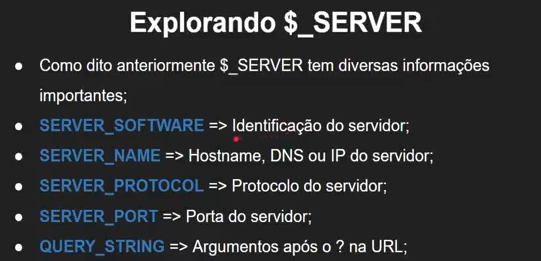 Explorando $_SERVER
● Como dito anteriormente $_SERVER tem diversas informações
importantes;
● SERVER_SOFTWARE => Identificação do servidor;
● SERVER_NAME => Hostname, DNS ou IP do servidor;
● SERVER_PROTOCOL => Protocolo do servidor;
● SERVER_PORT => Porta do servidor;
● QUERY_STRING => Argumentos após o ? na URL;